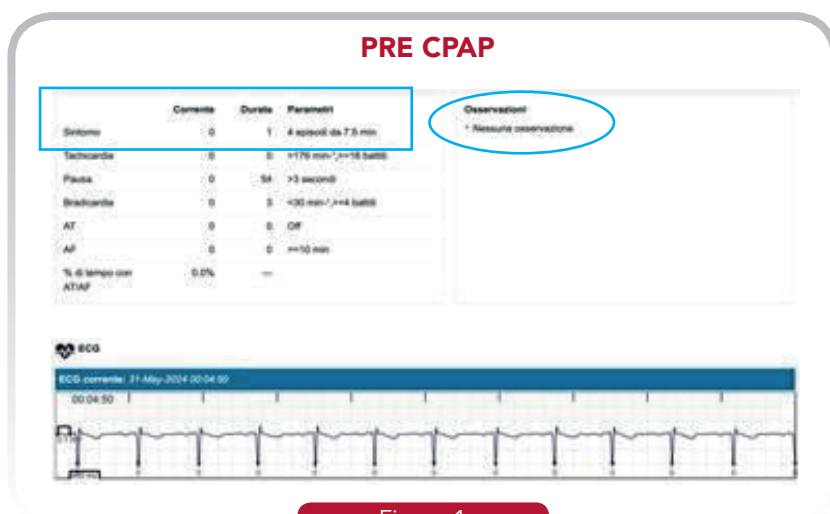 PRE CPAP
Corrente Durata Parametri
Sintomo 0 1 4 episodi da 7.5 min
Tachicardia 0 0 >176 min-¹,>=16 battiti
Pausa 0 54 >3 secondi
Bradicardia 0 3 <30 min-¹,>=4 battiti
AT 0 0 Off
AF 0 0 >=10 min
% di tempo con 0.0% —
AT/AF
Osservazioni
* Nessuna osservazione
ECG
ECG corrente: 31-May-2024 00:04:50
00:04:50